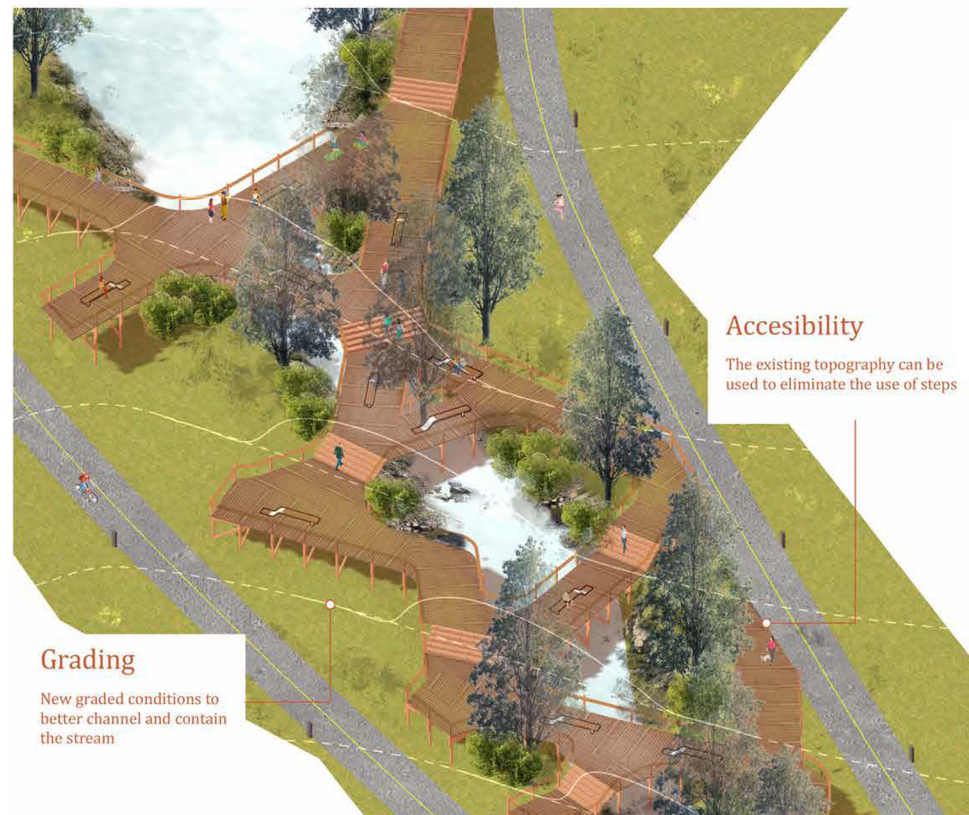 Accesibility
The existing topography can be
used to eliminate the use of steps
Grading
New graded conditions to
better channel and contain
the stream